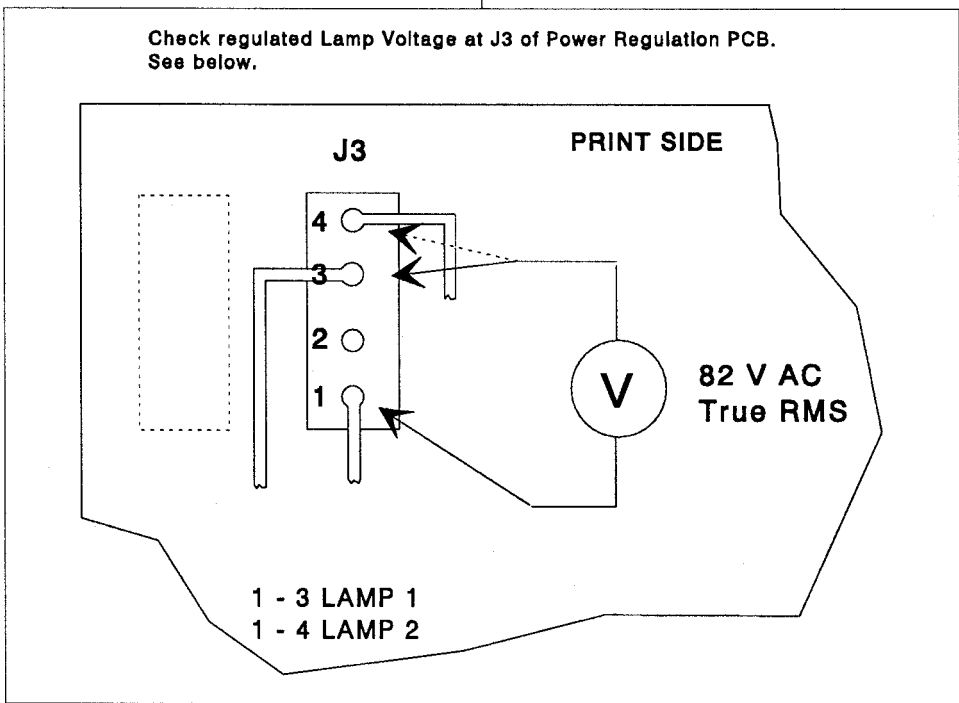 Check regulated Lamp Voltage at J3 of Power Regulation PCB.
See below.
PRINT SIDE
J3
4
3
2
1
V
82 V AC
True RMS
1 - 3 LAMP 1
1 - 4 LAMP 2